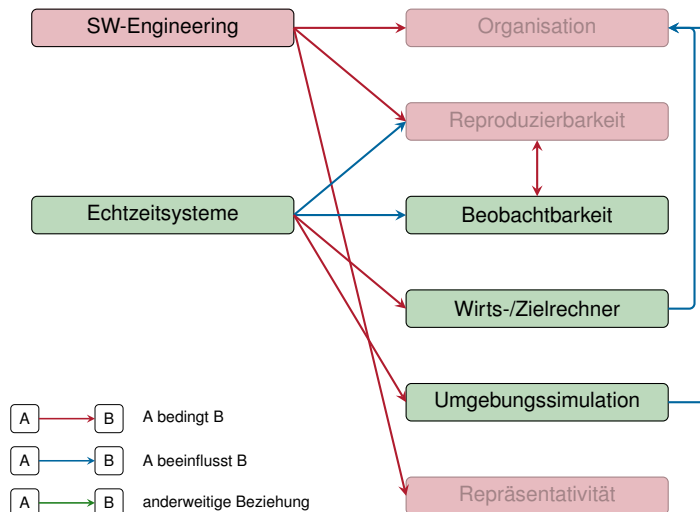 SW-Engineering
Organisation
Reproduzierbarkeit
Echtzeitsysteme
Beobachtbarkeit
Wirts-/Zielrechner
Umgebungssimulation
A B A bedingt B
A B A beeinflusst B
Repräsentativität
A B anderweitige Beziehung